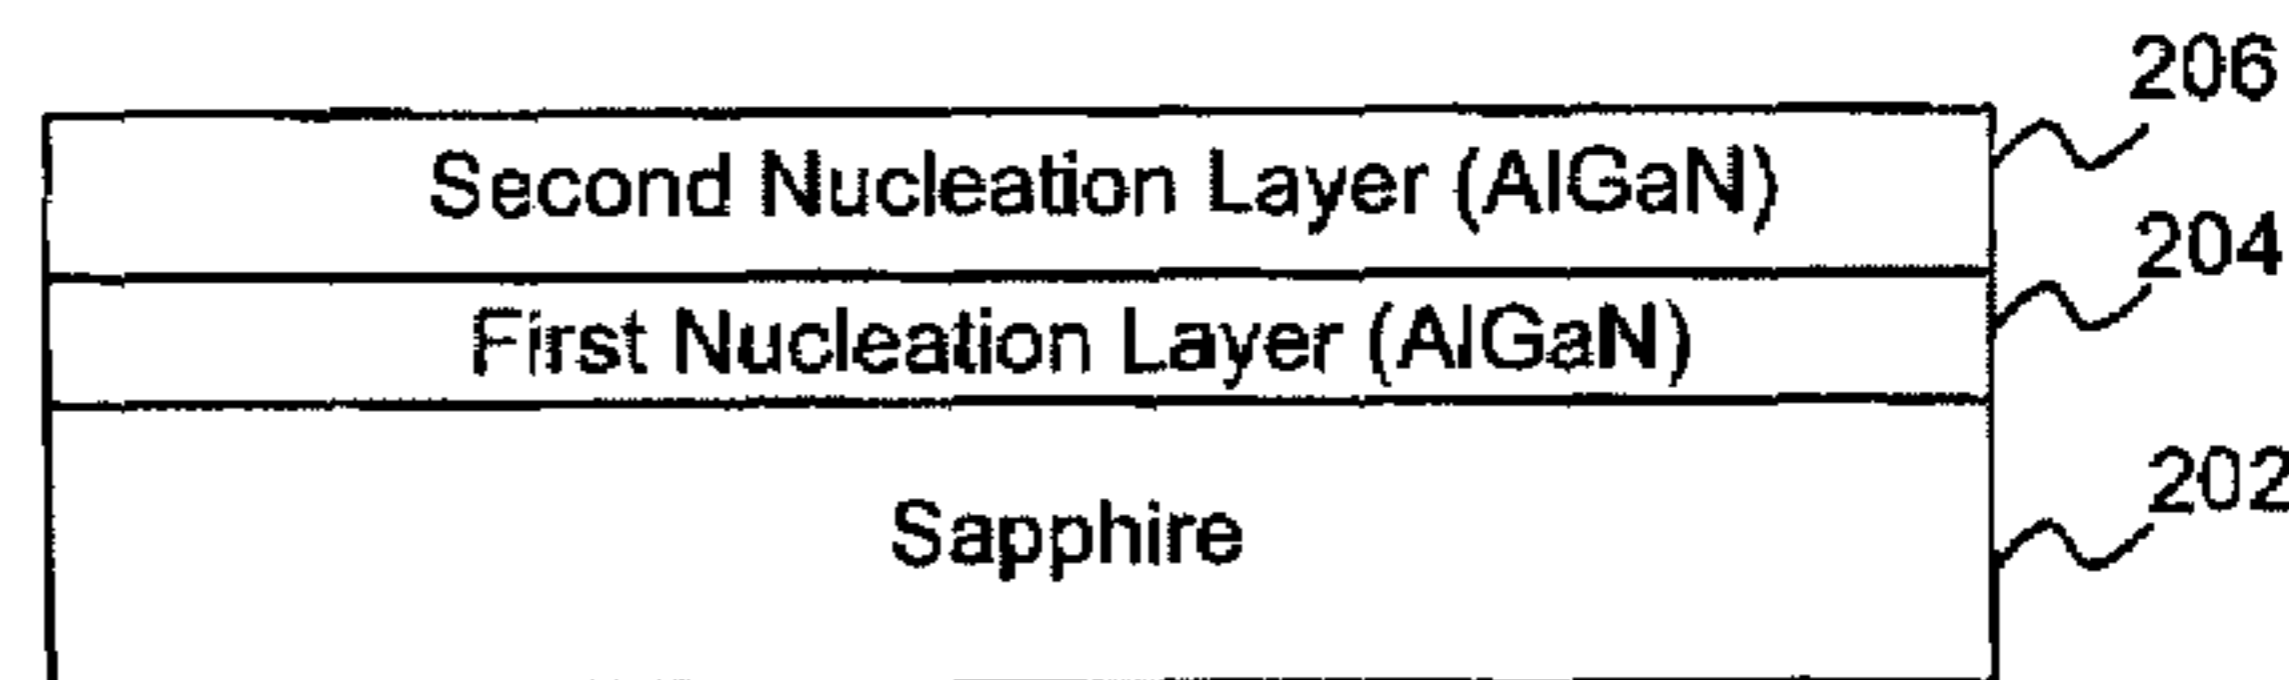 206
Second Nucleation Layer (AlGaN)
204
First Nucleation Layer (AlGaN)
202
Sapphire